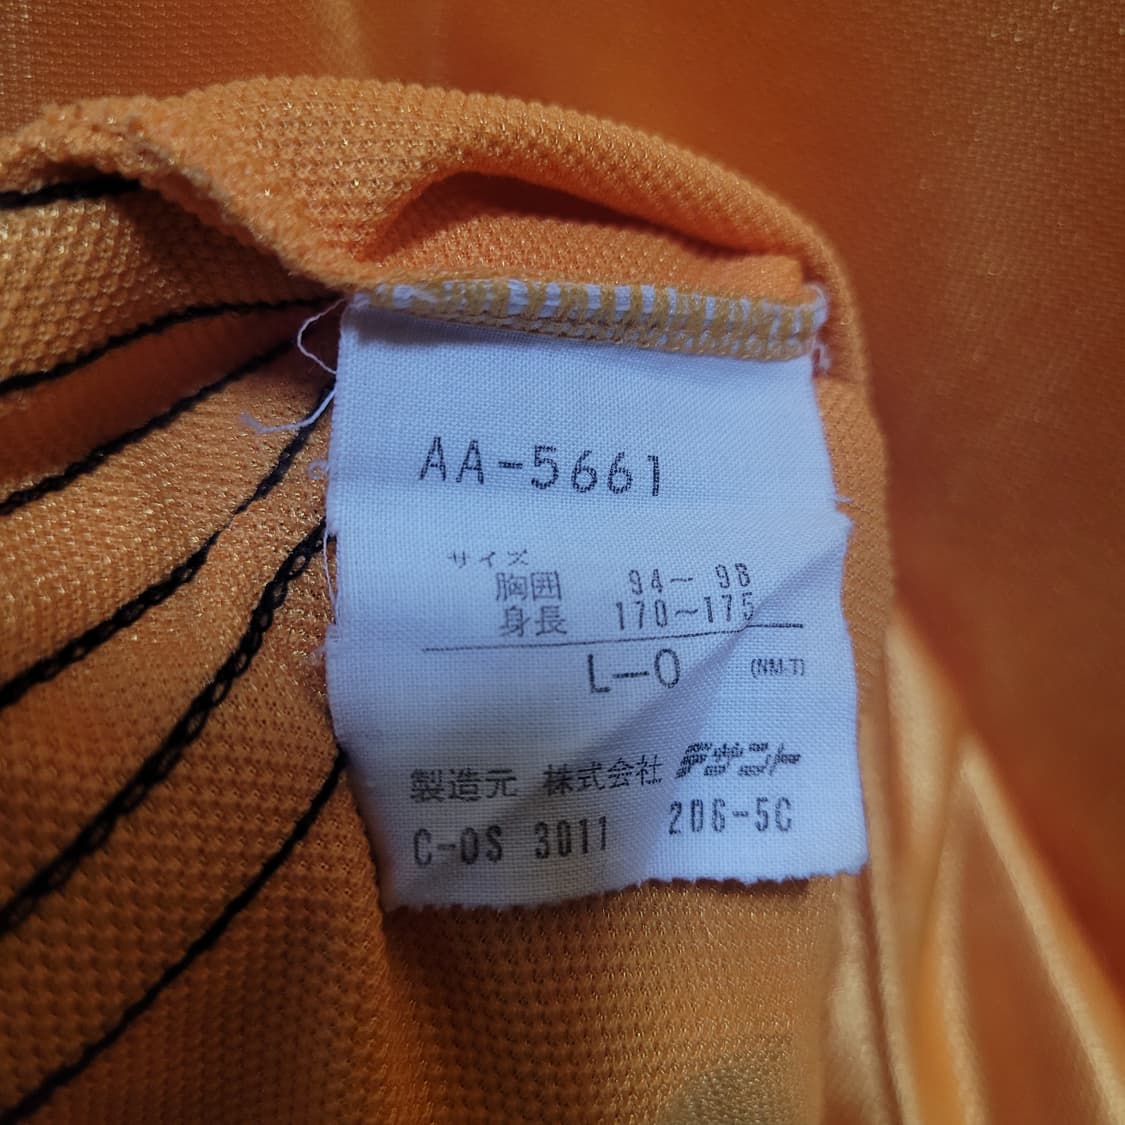 AA-5661
サイズ
胸囲 94～98
身長 170～175
L-O (NM-T)
製造元 株式会社 デサント
C-OS 3011 206-5C